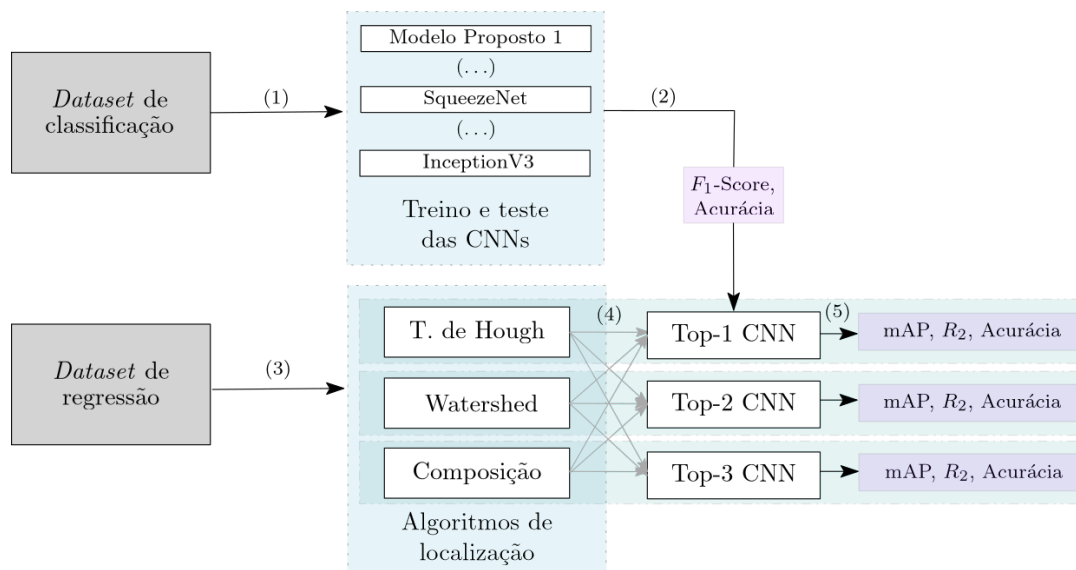 Dataset de
classificação
(1)
Modelo Proposto 1
(...)
SqueezeNet
(...)
InceptionV3
Treino e teste
das CNNs
(2)
F₁-Score,
Acurácia
Dataset de
regressão
(3)
T. de Hough
Watershed
Composição
Algoritmos de
localização
(4)
Top-1 CNN
(5)
mAP, R₂, Acurácia
Top-2 CNN
mAP, R₂, Acurácia
Top-3 CNN
mAP, R₂, Acurácia